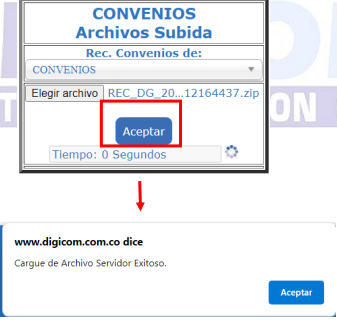 CONVENIOS
Archivos Subida
Rec. Convenios de:
CONVENIOS
Elegir archivo REC_DG_20...12164437.zip
Aceptar
Tiempo: 0 Segundos
www.digicom.com.co dice
Cargue de Archivo Servidor Exitoso.
Aceptar